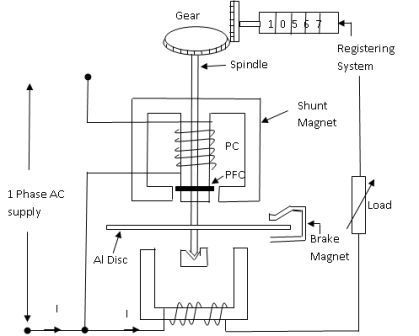 Gear
1 0 5 6 7
Registering
System
Spindle
Shunt
Magnet
PC
PFC
1 Phase AC
supply
Load
Al Disc
Brake
Magnet
I
I